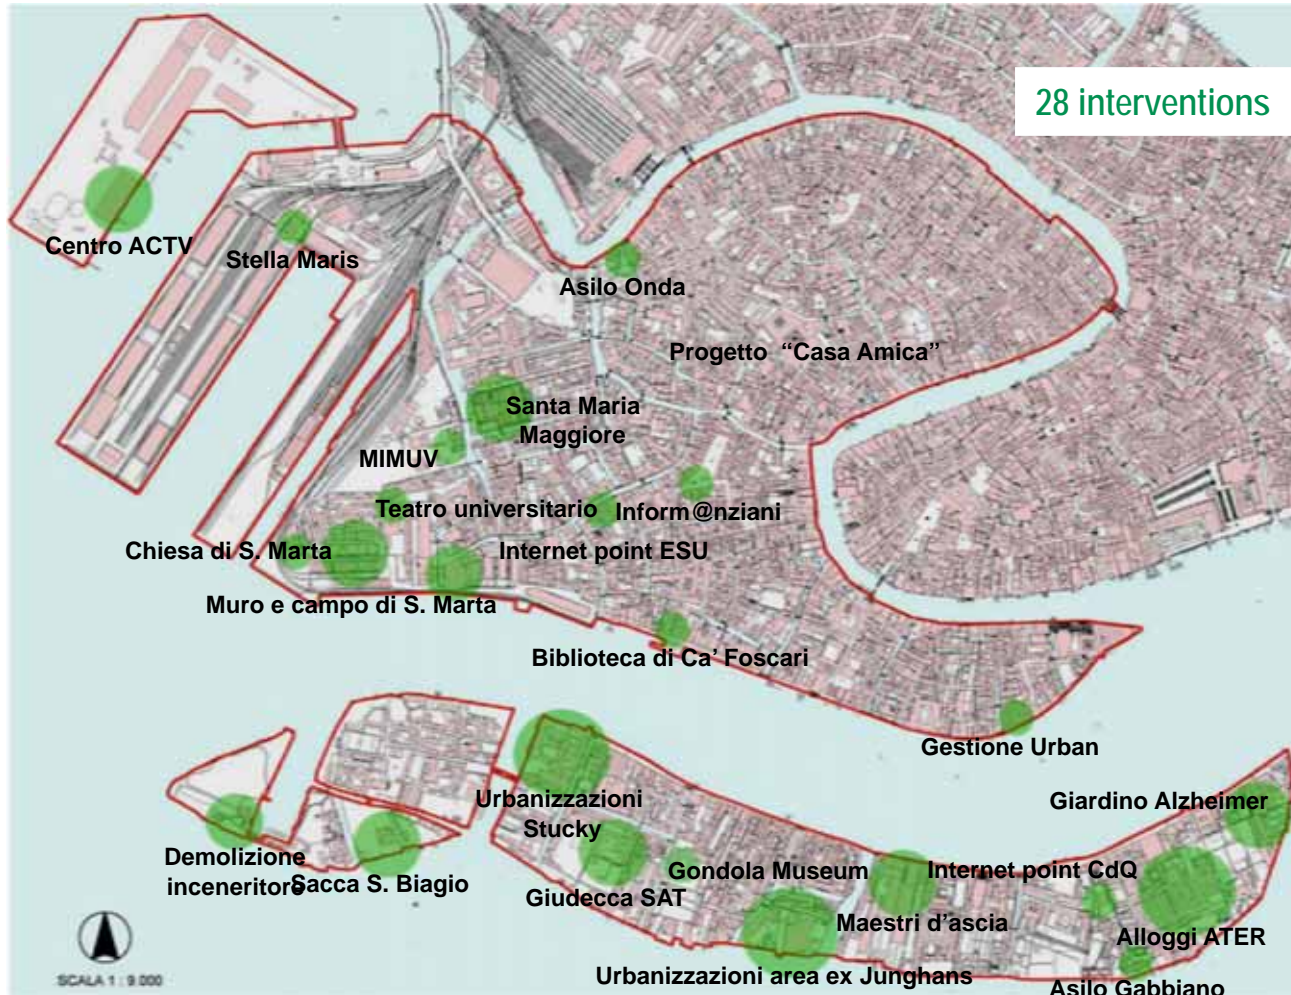 28 interventions
Centro ACTV
Stella Maris
Asilo Onda
Progetto “Casa Amica”
Santa Maria
Maggiore
MIMUV
Teatro universitario
Inform@nziani
Chiesa di S. Marta
Internet point ESU
Muro e campo di S. Marta
Biblioteca di Ca’ Foscari
Gestione Urban
Urbanizzazioni
Stucky
Giardino Alzheimer
Demolizione
inceneritore
Sacca S. Biagio
Gondola Museum
Internet point CdQ
Giudecca SAT
Maestri d’ascia
Alloggi ATER
Urbanizzazioni area ex Junghans
Asilo Gabbiano
SCALA 1 : 9.000